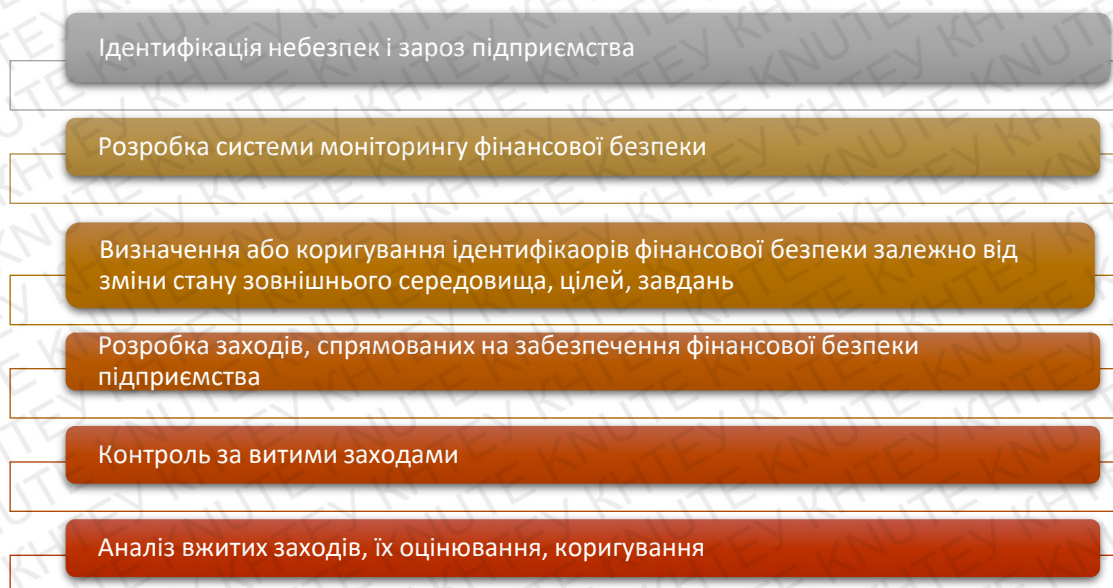 Ідентифікація небезпек і зароз підприємства
Розробка системи моніторингу фінансової безпеки
Визначення або коригування ідентифікаорів фінансової безпеки залежно від
зміни стану зовнішнього середовища, цілей, завдань
Розробка заходів, спрямованих на забезпечення фінансової безпеки
підприємства
Контроль за витими заходами
Аналіз вжитих заходів, їх оцінювання, коригування